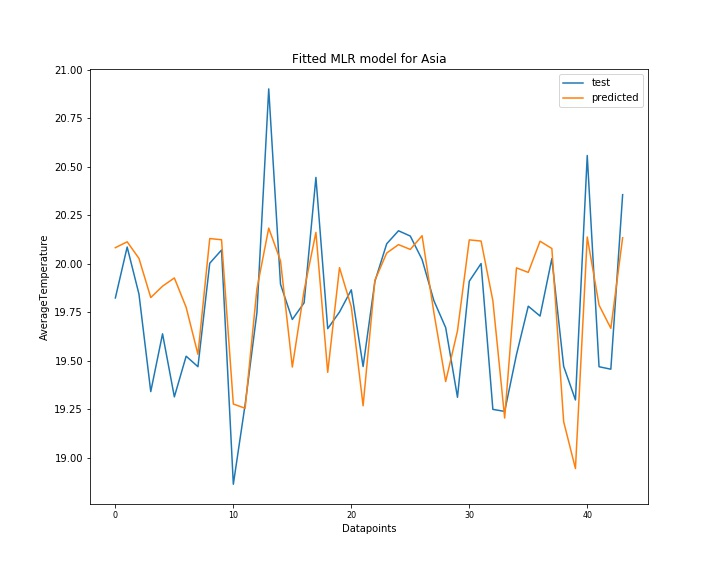 Fitted MLR model for Asia
test
predicted
21.00
20.75
20.50
20.25
20.00
19.75
19.50
19.25
19.00
AverageTemperature
0 10 20 30 40
Datapoints